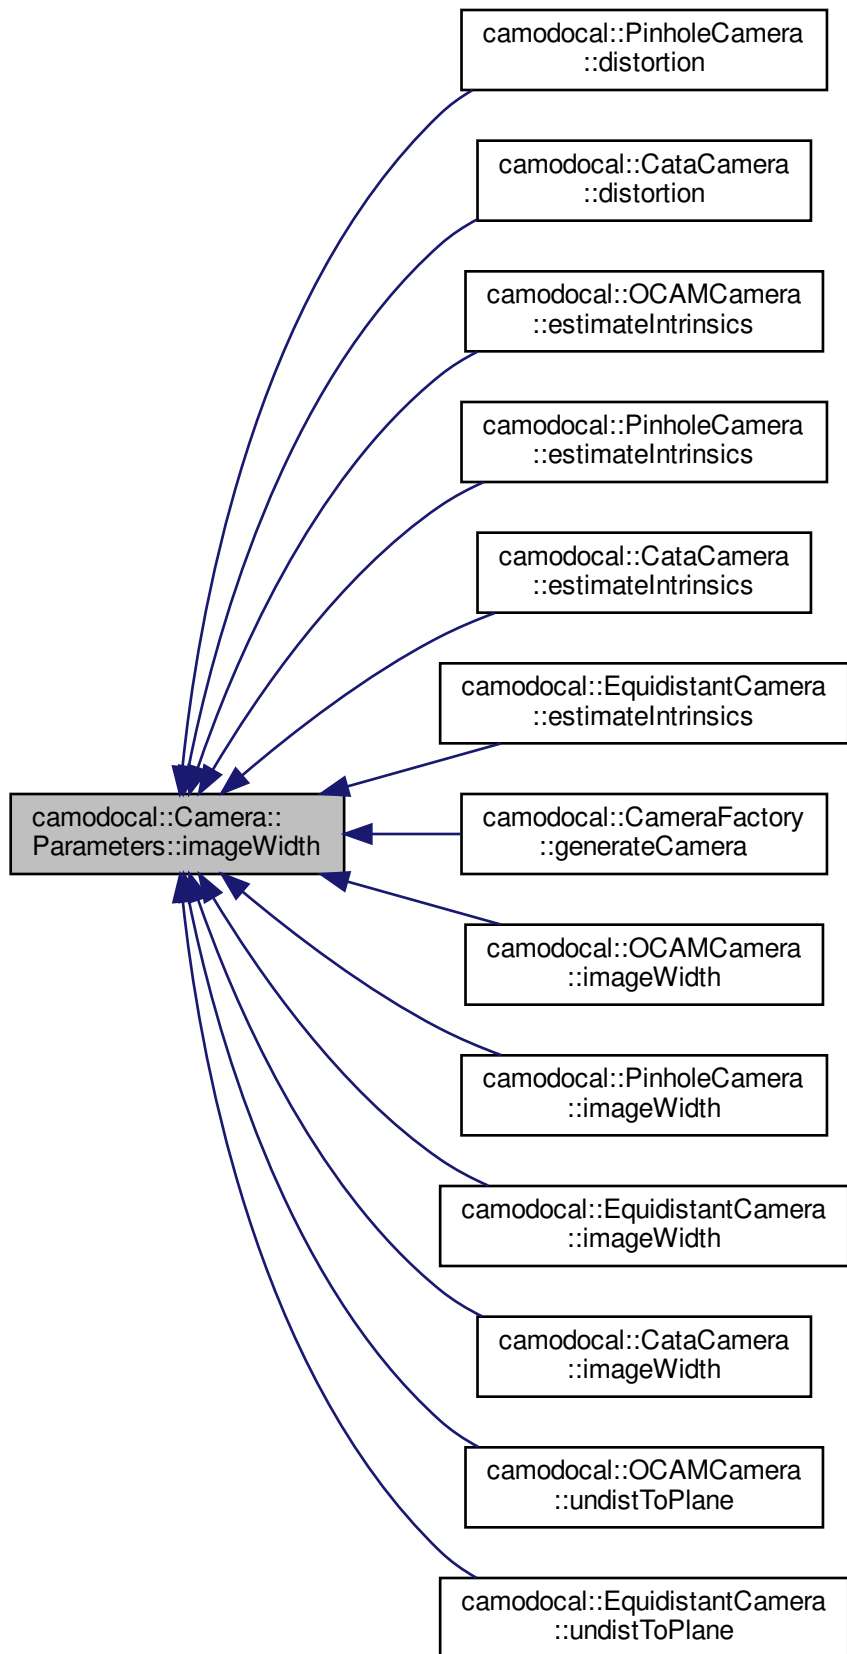 camodocal::PinholeCamera
::distortion
camodocal::CataCamera
::distortion
camodocal::OCAMCamera
::estimateIntrinsics
camodocal::PinholeCamera
::estimateIntrinsics
camodocal::CataCamera
::estimateIntrinsics
camodocal::EquidistantCamera
::estimateIntrinsics
camodocal::Camera::
Parameters::imageWidth
camodocal::CameraFactory
::generateCamera
camodocal::OCAMCamera
::imageWidth
camodocal::PinholeCamera
::imageWidth
camodocal::EquidistantCamera
::imageWidth
camodocal::CataCamera
::imageWidth
camodocal::OCAMCamera
::undistToPlane
camodocal::EquidistantCamera
::undistToPlane